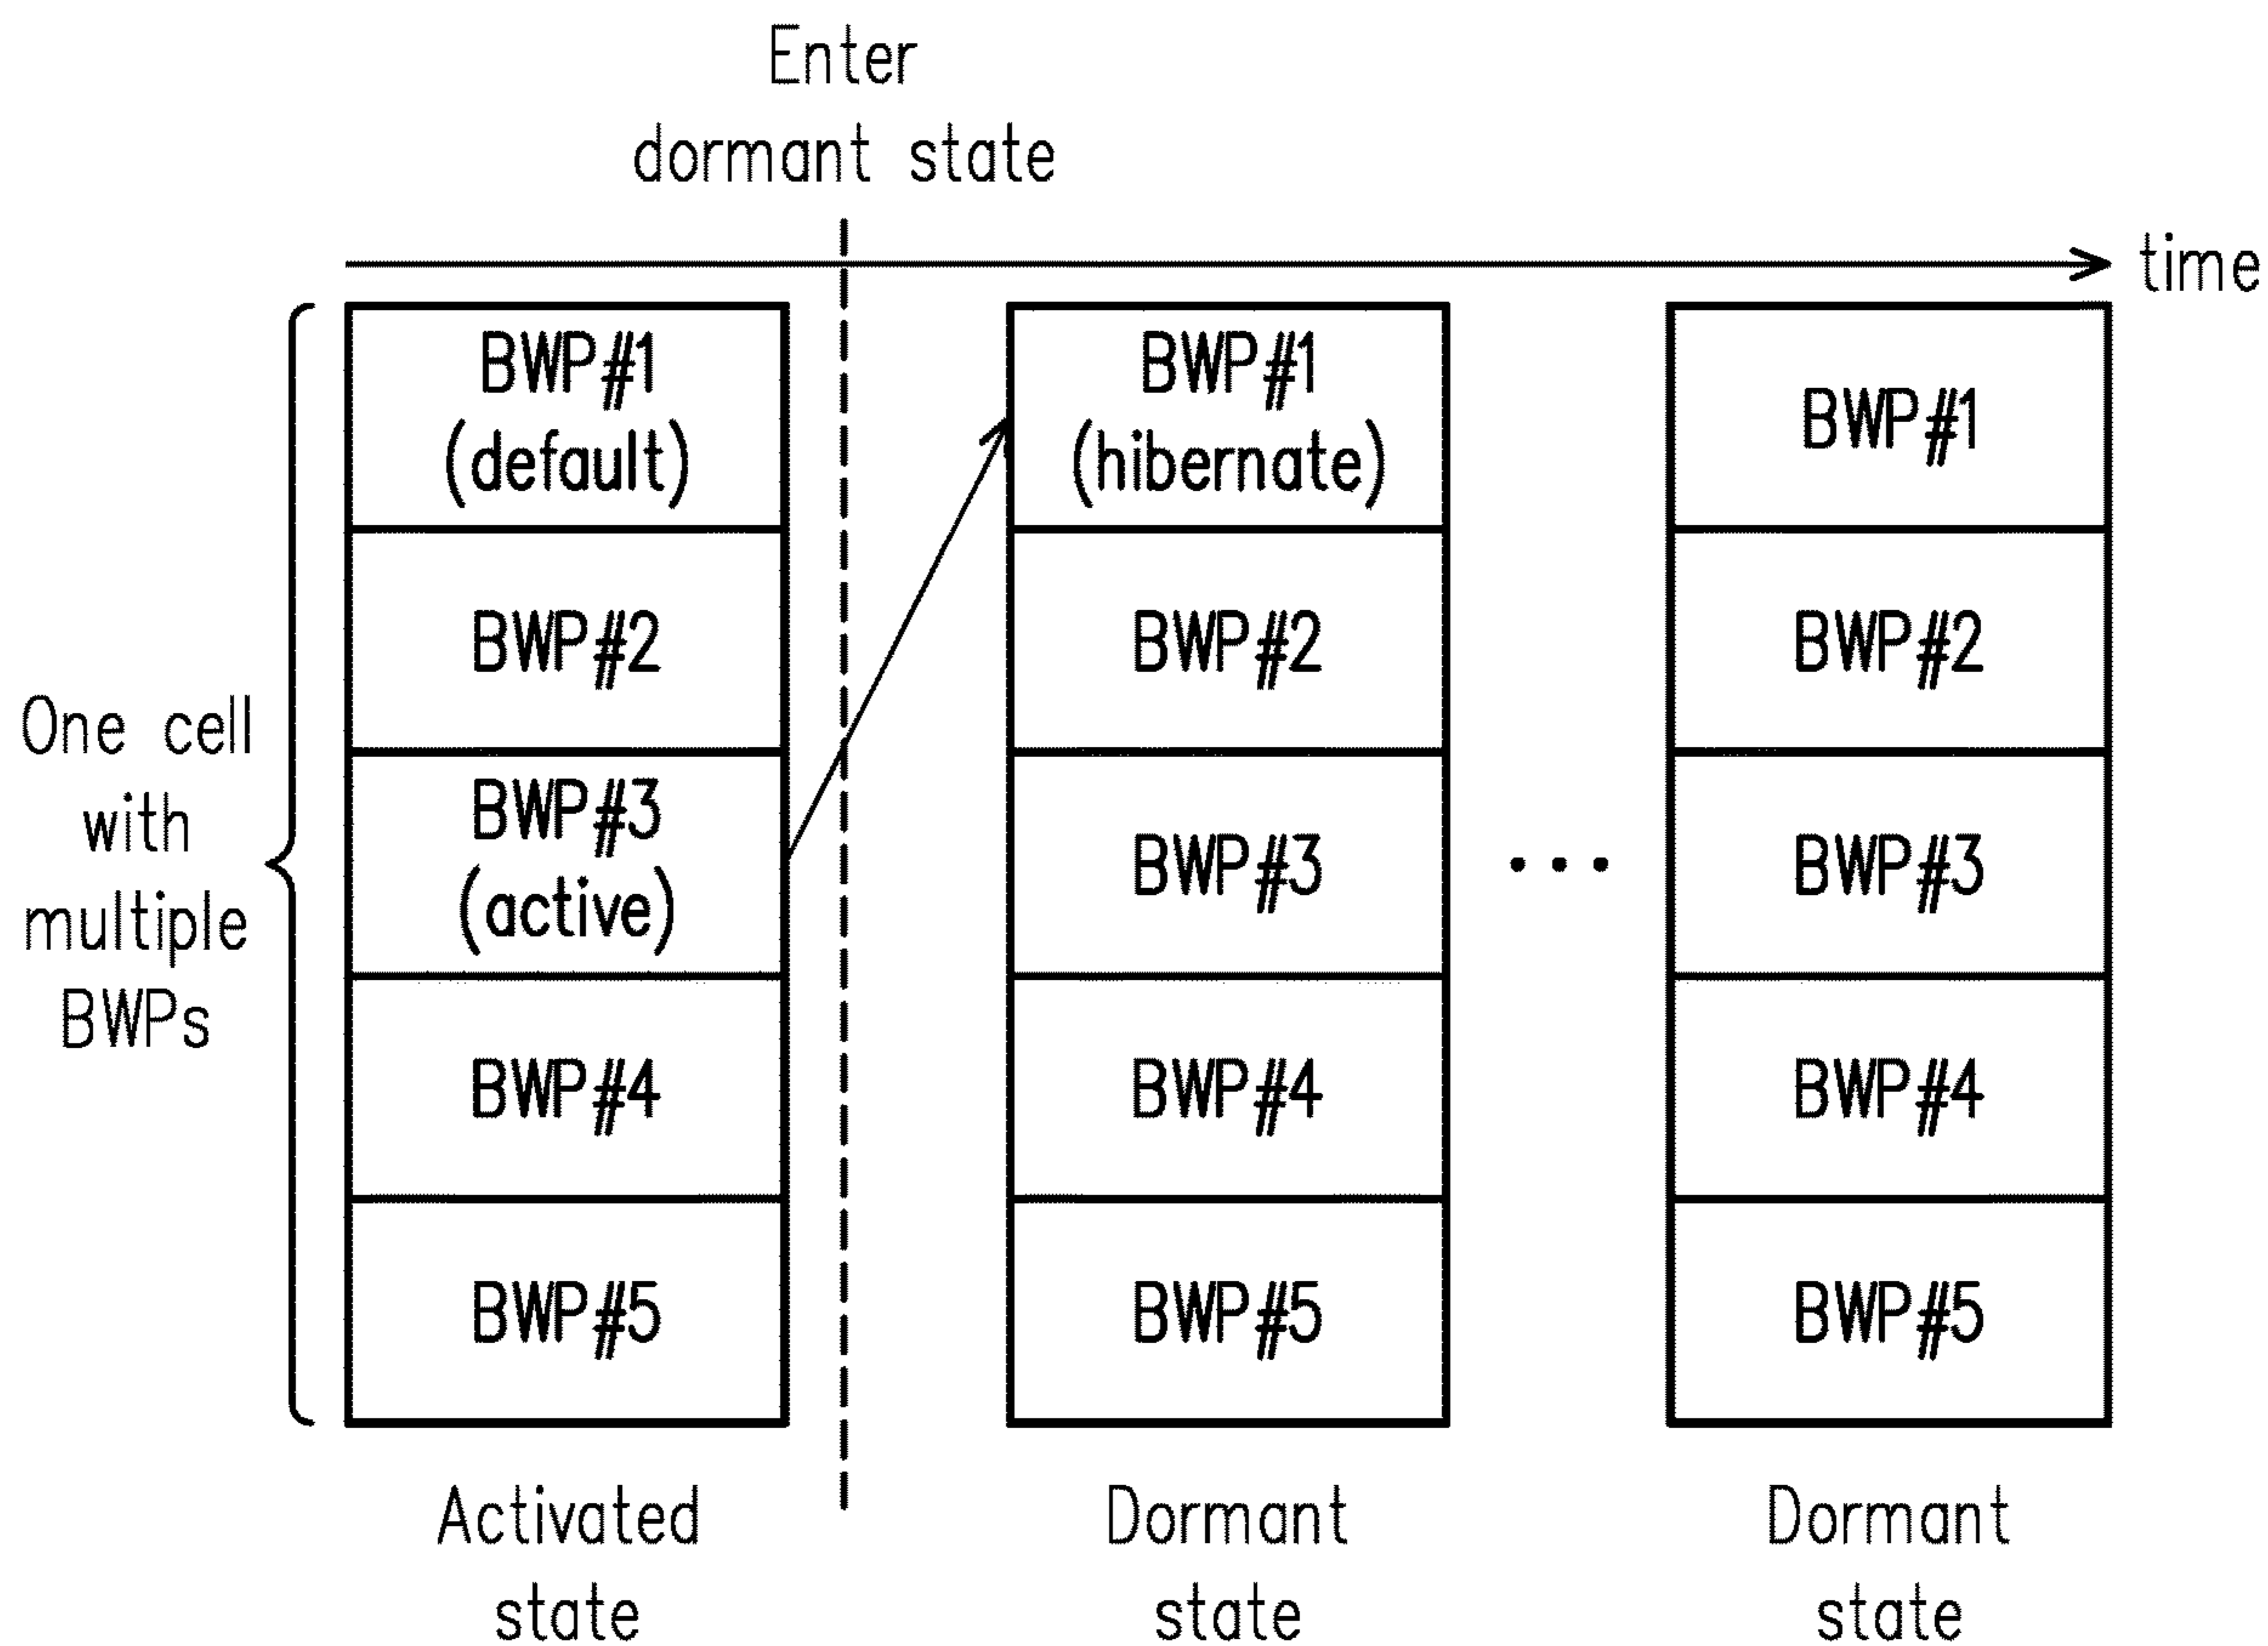 Enter
dormant state
time
One cell
with
multiple
BWPs
BWP#1
(default)
BWP#2
BWP#3
(active)
BWP#4
BWP#5
Activated
state
BWP#1
(hibernate)
BWP#2
BWP#3
BWP#4
BWP#5
Dormant
state
...
BWP#1
BWP#2
BWP#3
BWP#4
BWP#5
Dormant
state